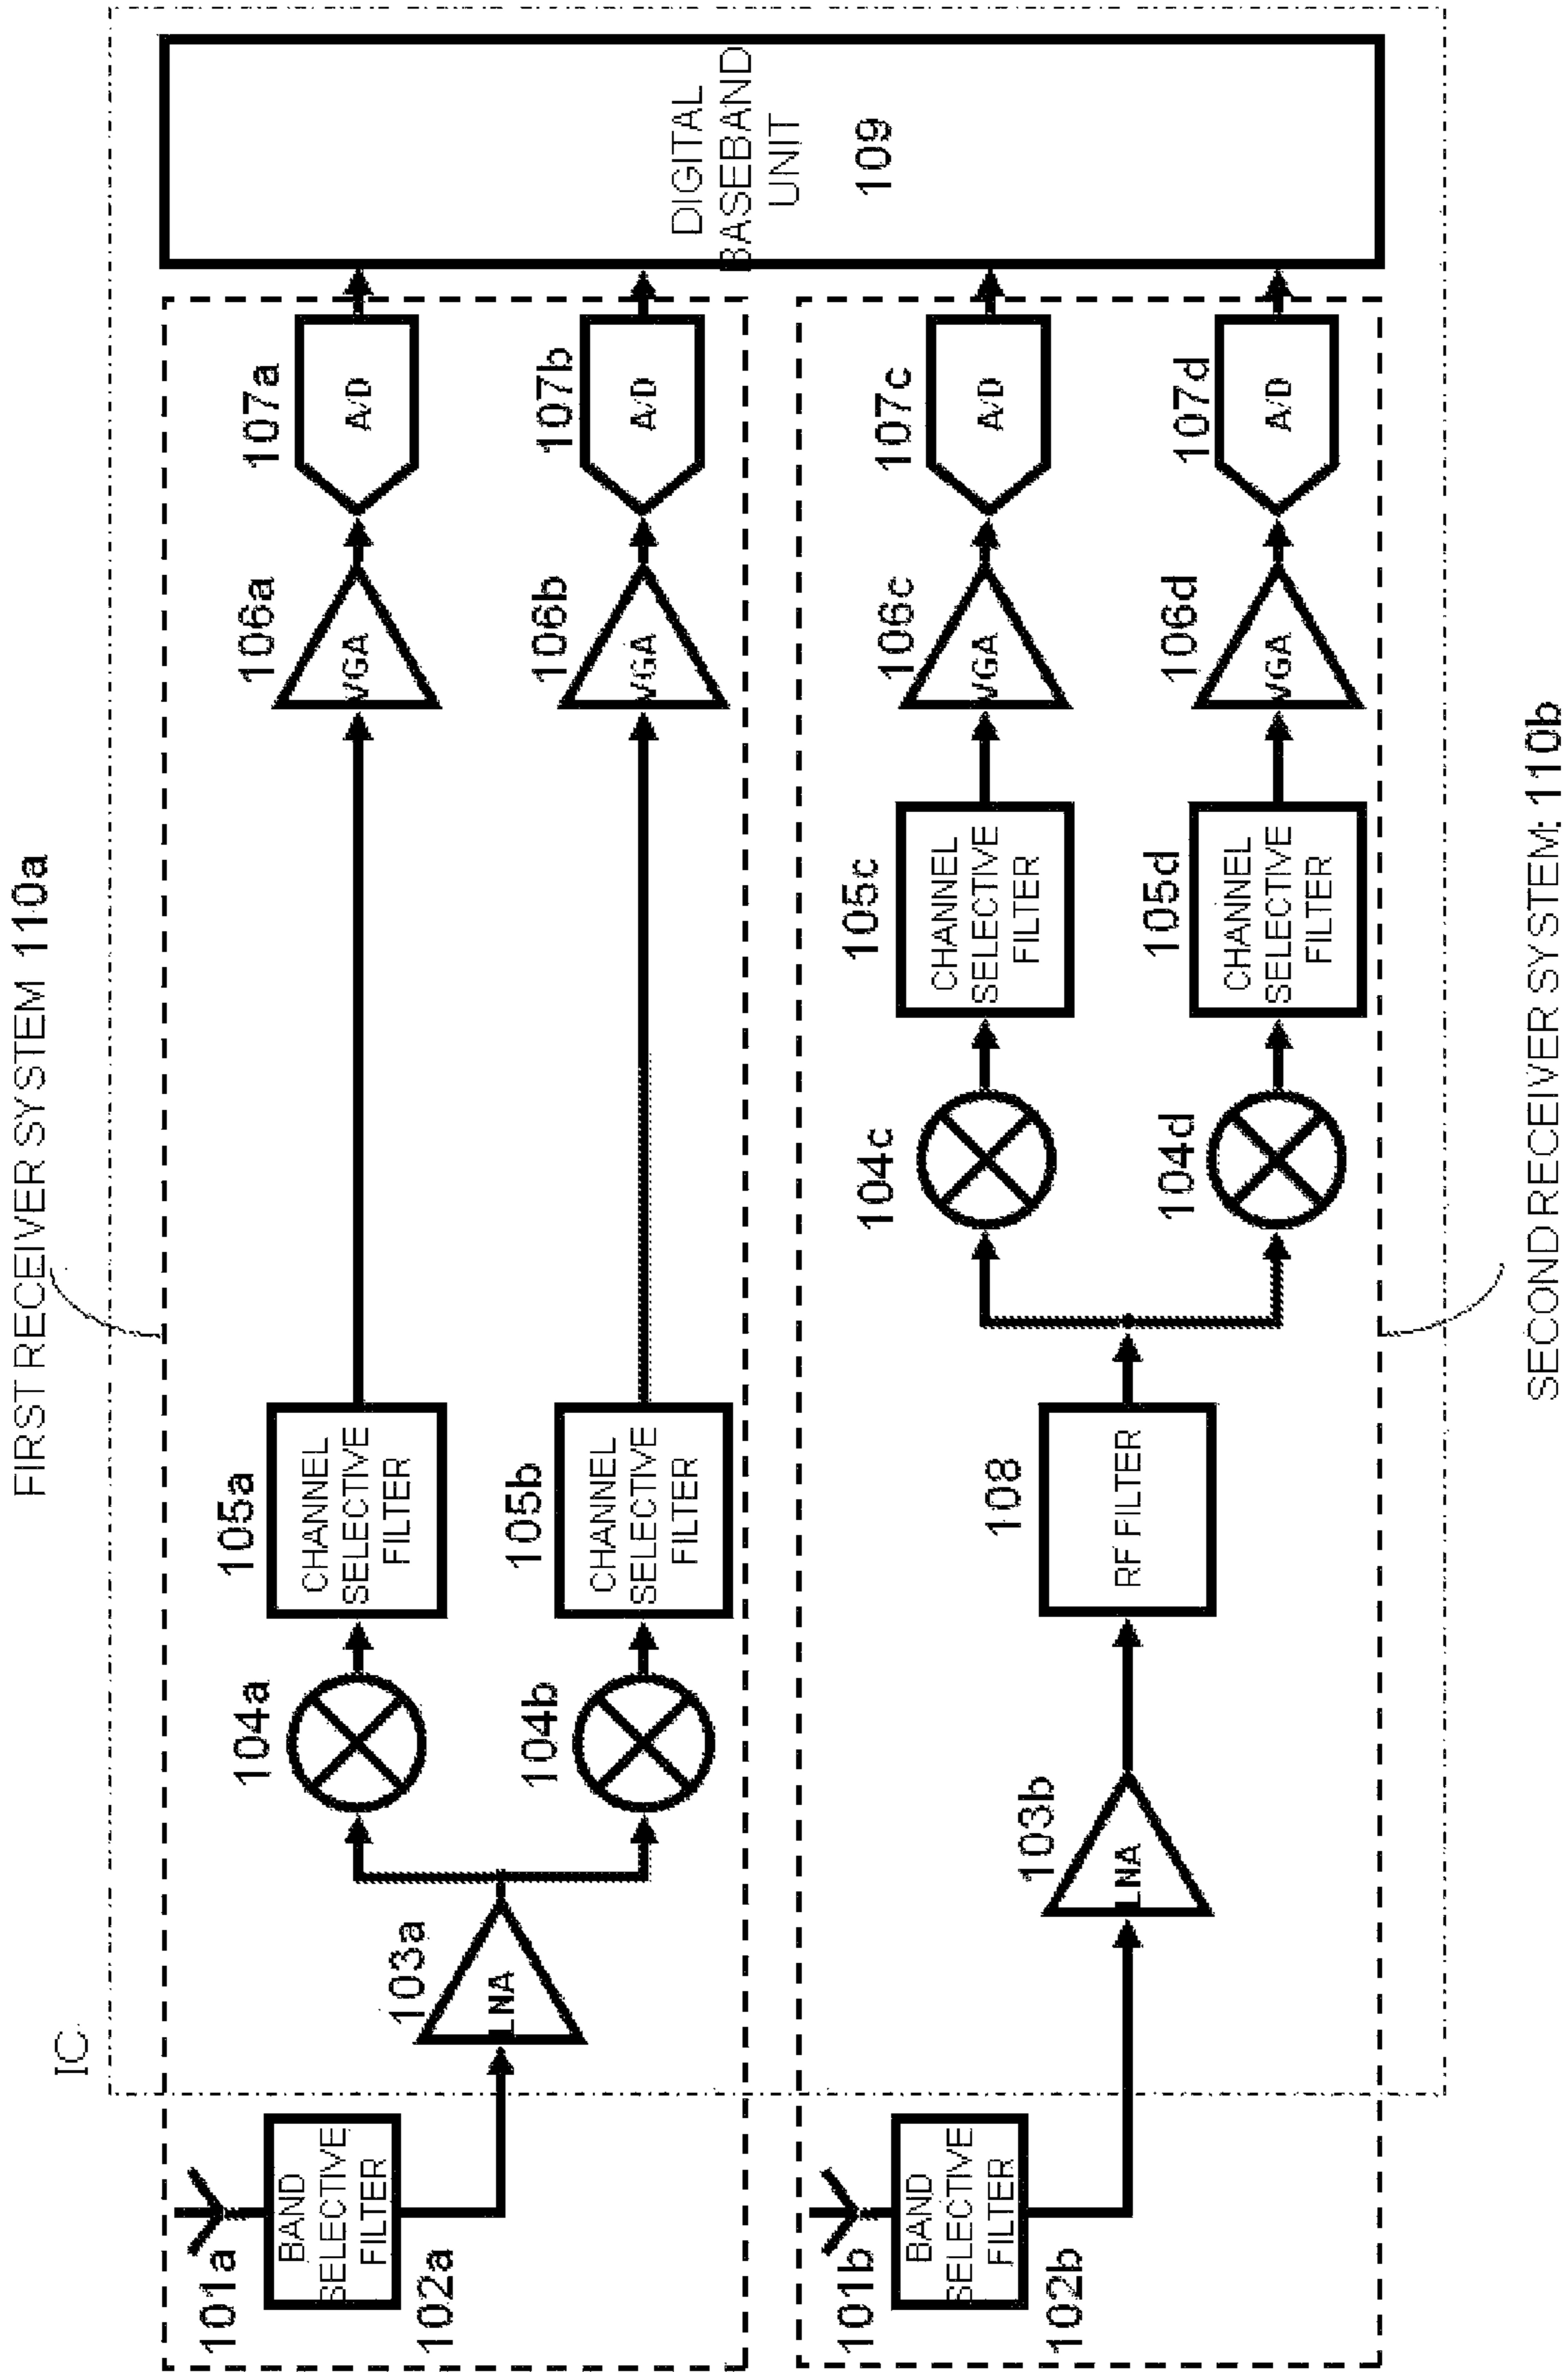 FIRST RECEIVER SYSTEM 110a
IC
101a
BAND
SELECTIVE
FILTER
102a
103a
LNA
104a
104b
105a
CHANNEL
SELECTIVE
FILTER
105b
CHANNEL
SELECTIVE
FILTER
106a
VGA
106b
VGA
107a
A/D
107b
A/D
DIGITAL
BASEBAND
UNIT
109
101b
BAND
SELECTIVE
FILTER
102b
103b
LNA
108
RF FILTER
104c
104d
105c
CHANNEL
SELECTIVE
FILTER
105d
CHANNEL
SELECTIVE
FILTER
106c
VGA
106d
VGA
107c
A/D
107d
A/D
SECOND RECEIVER SYSTEM: 110b